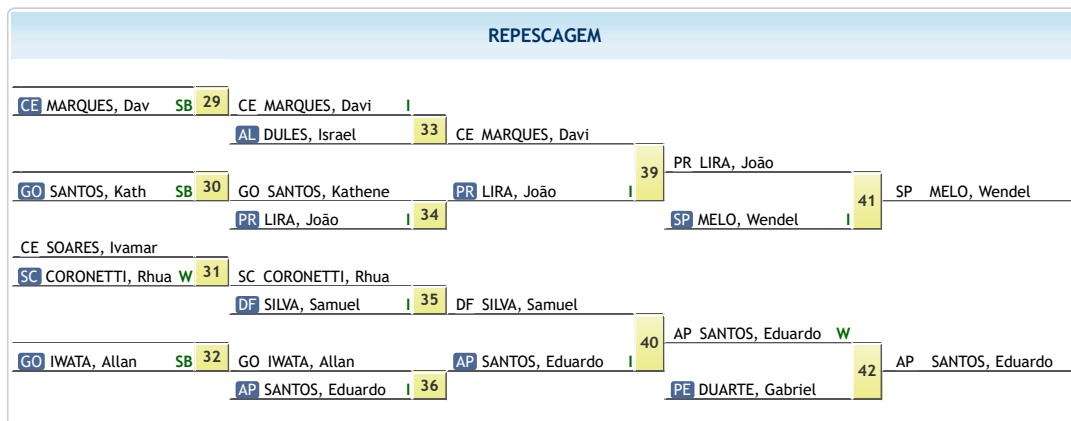 REPESCAGEM
CE MARQUES, Dav SB 29 CE MARQUES, Davi I
AL DULES, Israel 33 CE MARQUES, Davi
39 PR LIRA, João
GO SANTOS, Kath SB 30 GO SANTOS, Kathene PR LIRA, João I 41 SP MELO, Wendel
PR LIRA, João I 34 SP MELO, Wendel I
CE SOARES, Ivamar
SC CORONETTI, Rhua W 31 SC CORONETTI, Rhua
DF SILVA, Samuel I 35 DF SILVA, Samuel
40 AP SANTOS, Eduardo W
GO IWATA, Allan SB 32 GO IWATA, Allan AP SANTOS, Eduardo I 42 AP SANTOS, Eduardo
AP SANTOS, Eduardo I 36 PE DUARTE, Gabriel